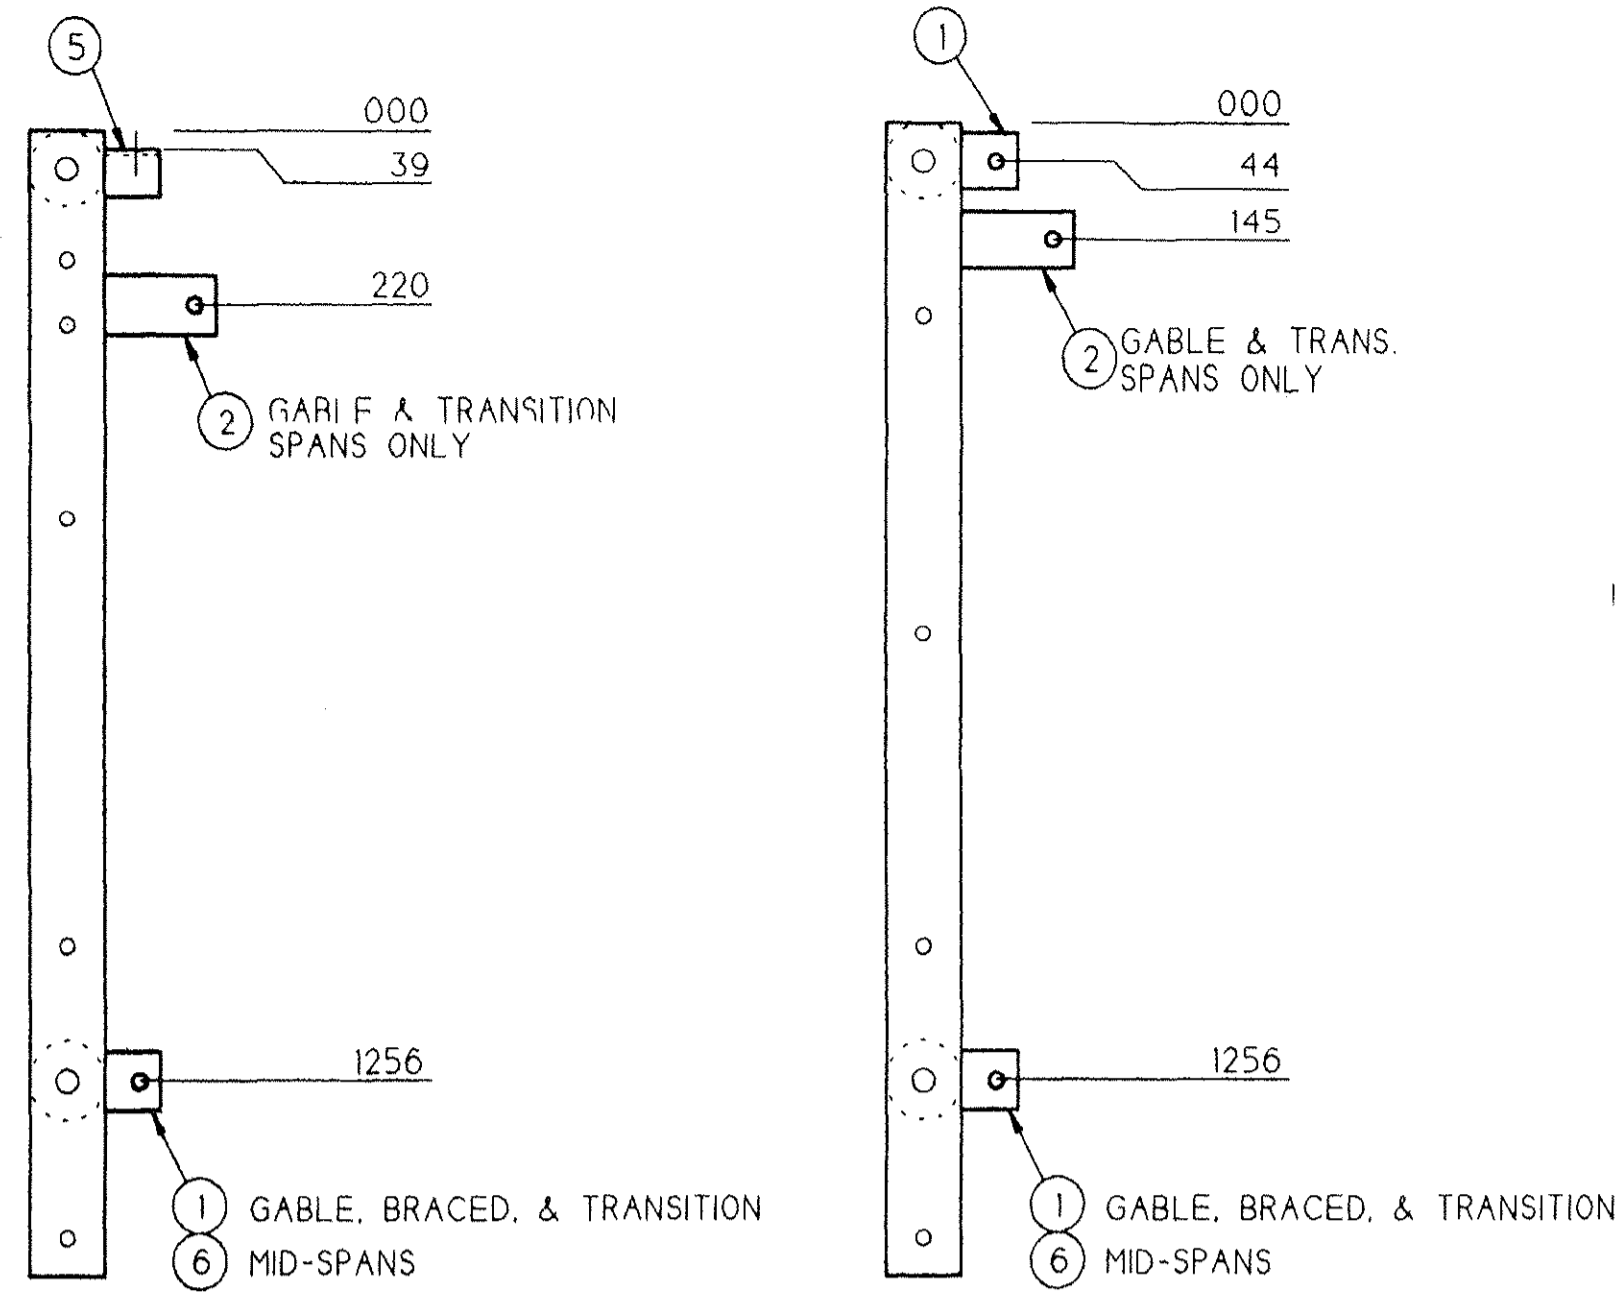 5
000
39
220
2 GABLE & TRANSITION
SPANS ONLY
1256
1 GABLE, BRACED, & TRANSITION
6 MID-SPANS
1
000
44
145
2 GABLE & TRANS.
SPANS ONLY
1256
1 GABLE, BRACED, & TRANSITION
6 MID-SPANS